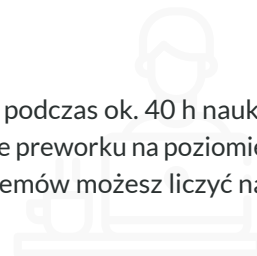 podczas ok. 40 h nauk
e preworku na poziomie
emów możesz liczyć na